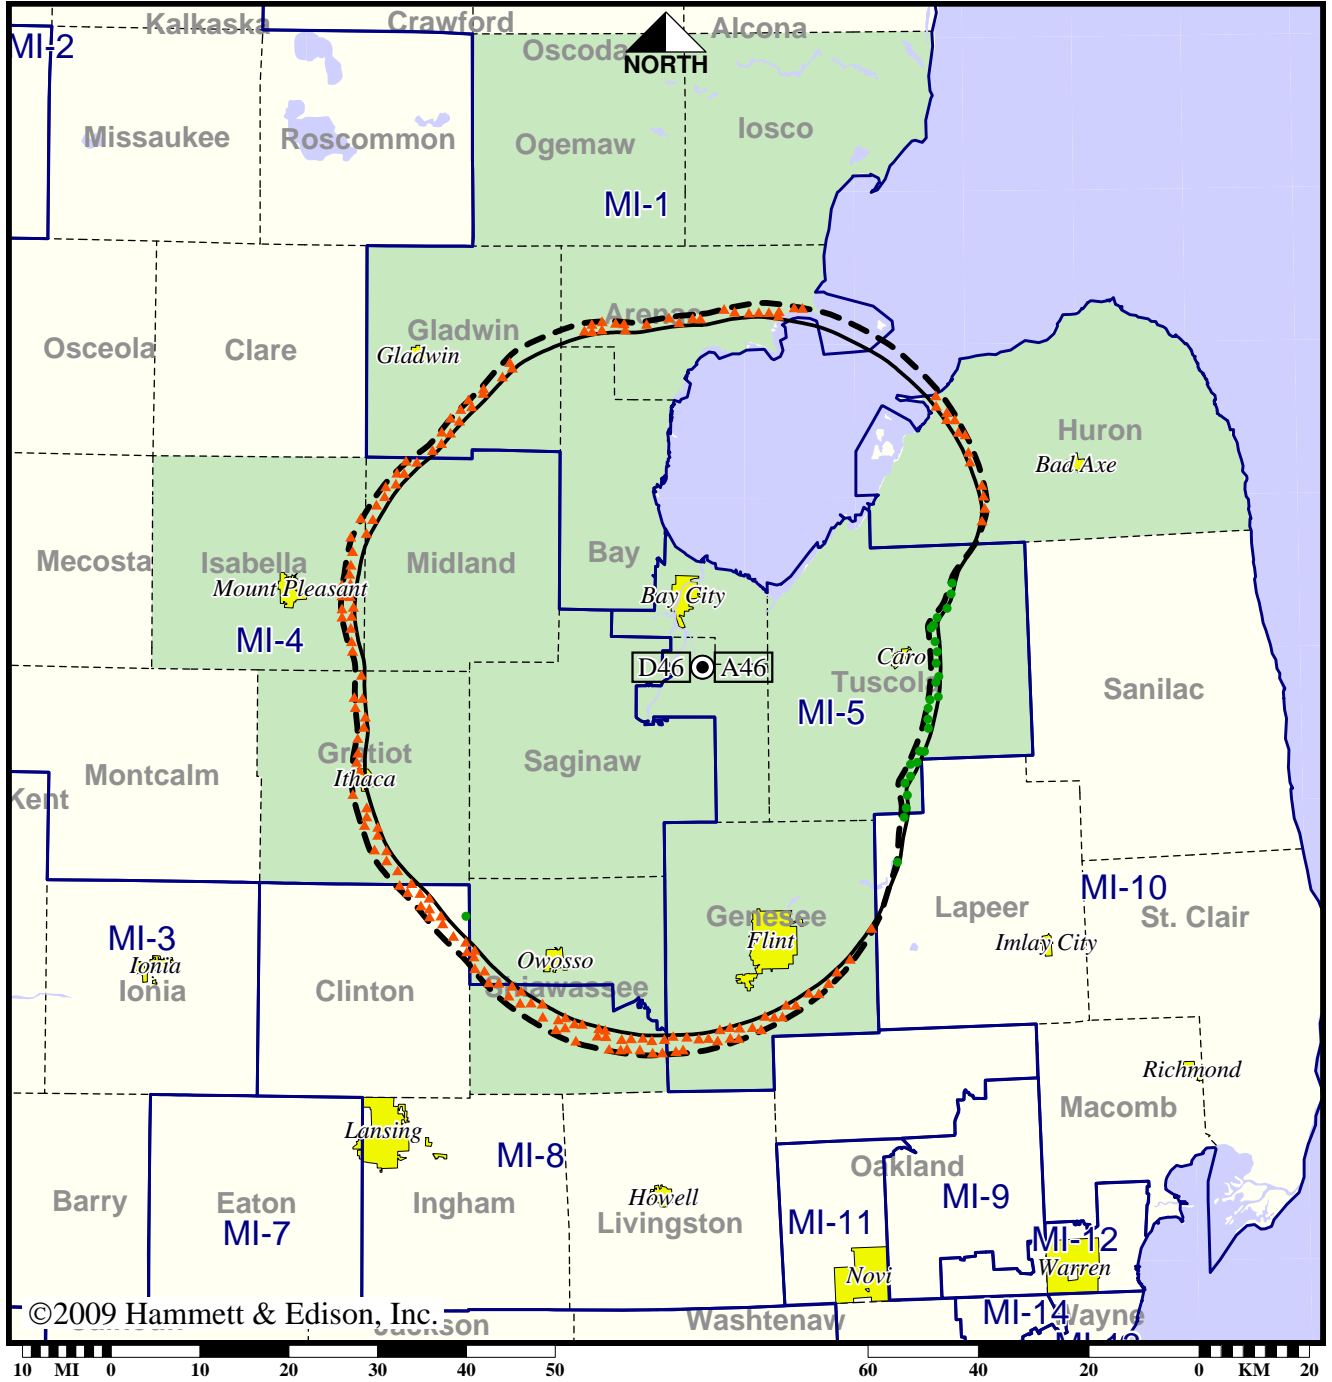 Kalkaska
Crawford
Alcona
MI-2
Oscoda
NORTH
Missaukee
Roscommon
Ogemaw
Iosco
MI-1
Osceola
Clare
Gladwin
Gladwin
Arenac
Huron
Bad Axe
Mecosta
Isabella
Mount Pleasant
Midland
Bay
Bay City
MI-4
D46
A46
Caro
Tuscola
MI-5
Sanilac
Montcalm
Gratiot
Ithaca
Saginaw
Kent
MI-10
MI-3
Ionia
Ionia
Clinton
Owosso
Shiawassee
Genesee
Flint
Lapeer
Imlay City
St. Clair
Richmond
Macomb
Lansing
MI-8
Barry
Eaton
MI-7
Ingham
Howell
Livingston
Oakland
MI-9
MI-11
MI-12
Warren
Novi
©2009 Hammett & Edison, Inc.
Jackson
Washtenaw
MI-14
Wayne
10 MI 0 10 20 30 40 50
60 40 20 0 KM 20